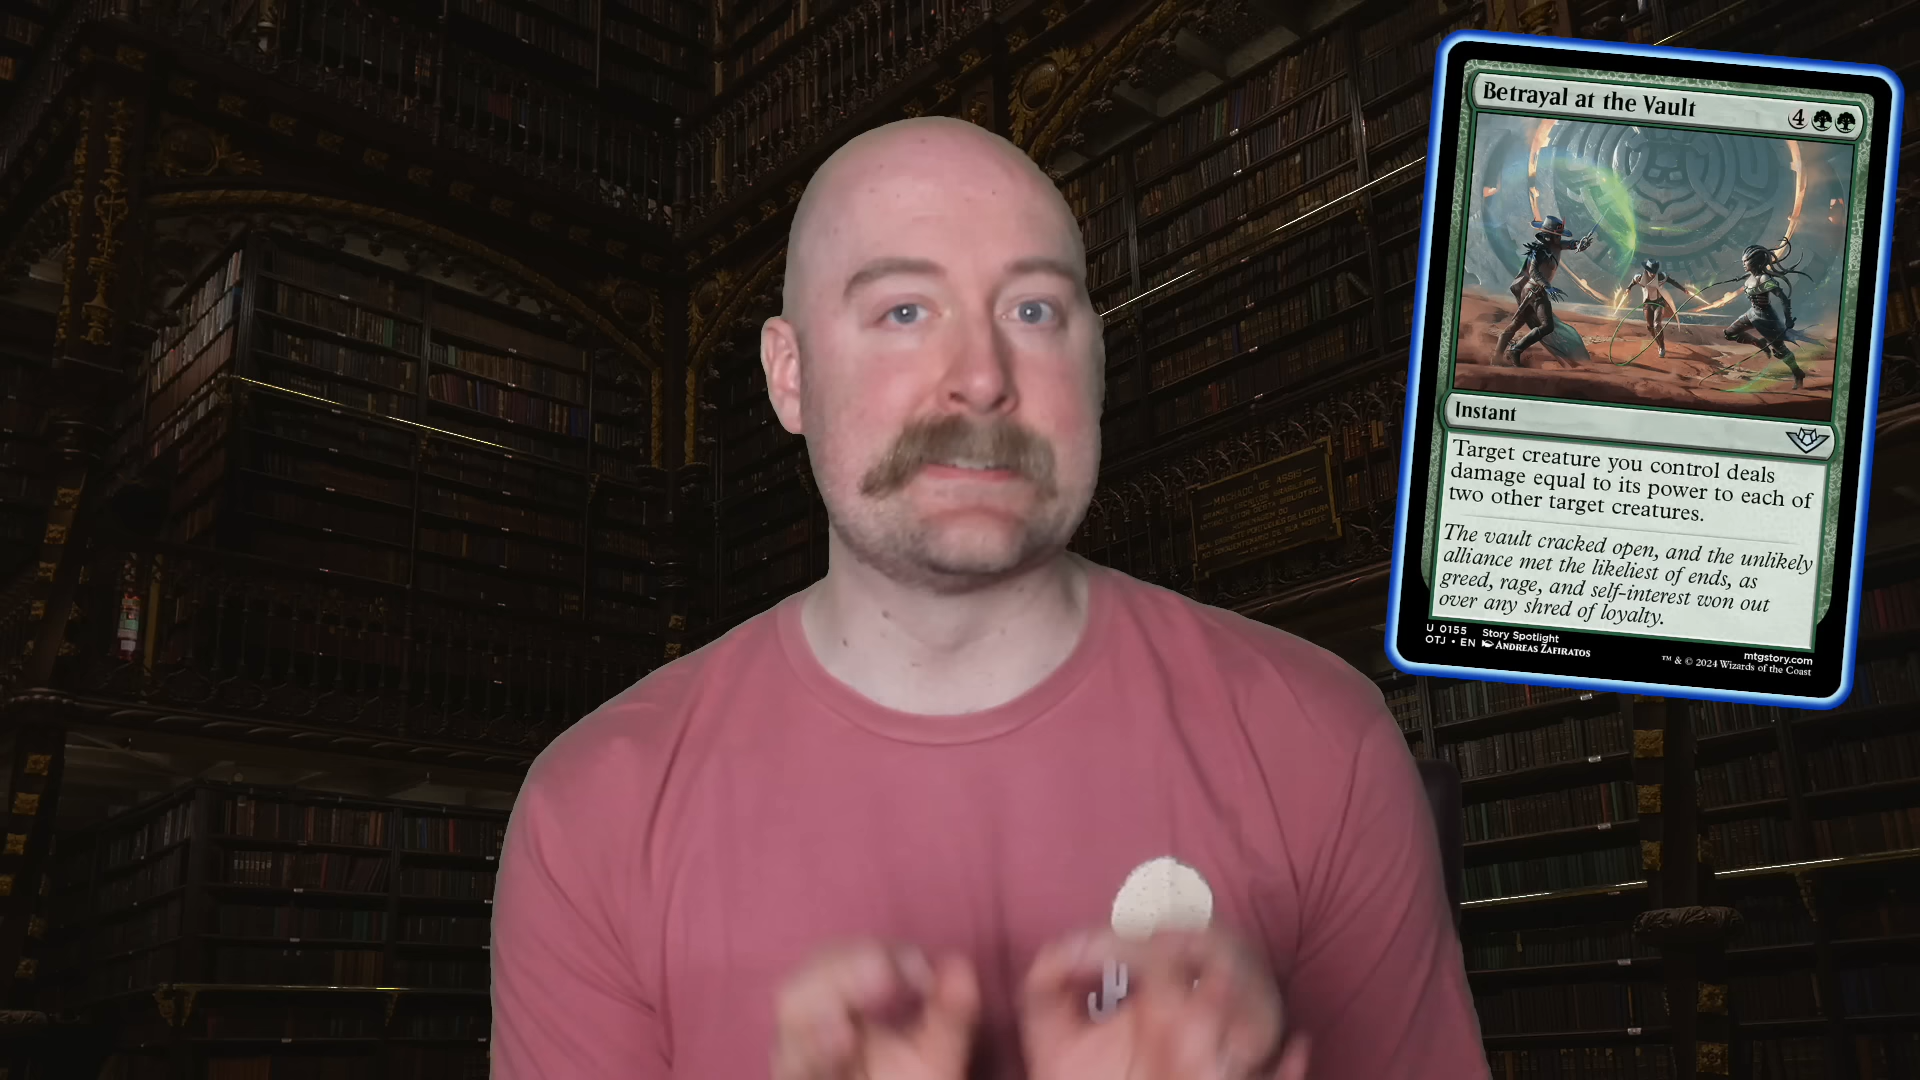 Betrayal at the Vault
4
Instant
Target creature you control deals
damage equal to its power to each of
two other target creatures.
The vault cracked open, and the unlikely
alliance met the likeliest of ends, as
greed, rage, and self-interest won out
over any shred of loyalty.
U 0155 Story Spotlight
OTJ • EN ANDREAS ZAFIRATOS
mtgstory.com
™ & © 2024 Wizards of the Coast
A
MACHADO DE ASSIS